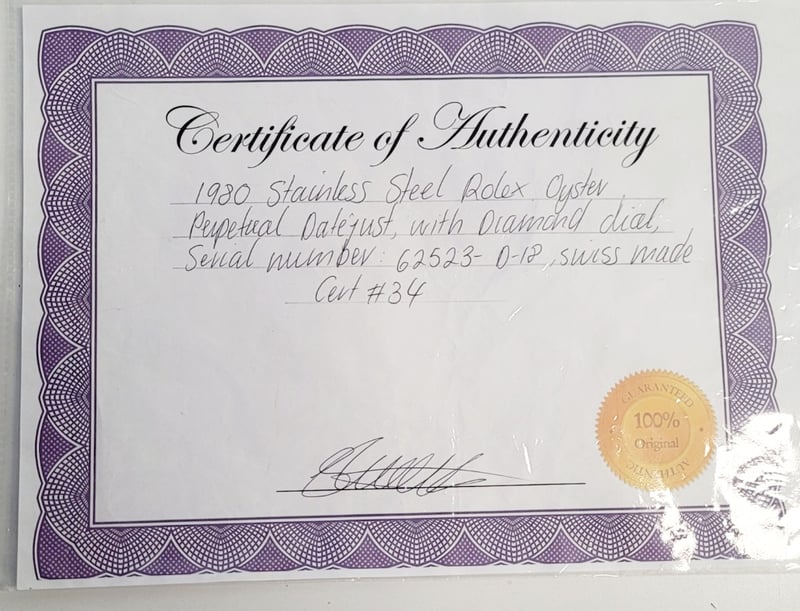 Certificate of Authenticity
1980 Stainless Steel Rolex Oyster
Perpetual Datejust, with Diamond dial,
Serial number: 62523- D-18, swiss made
Cert #34
GUARANTEED
100%
Original
AUTHENTIC